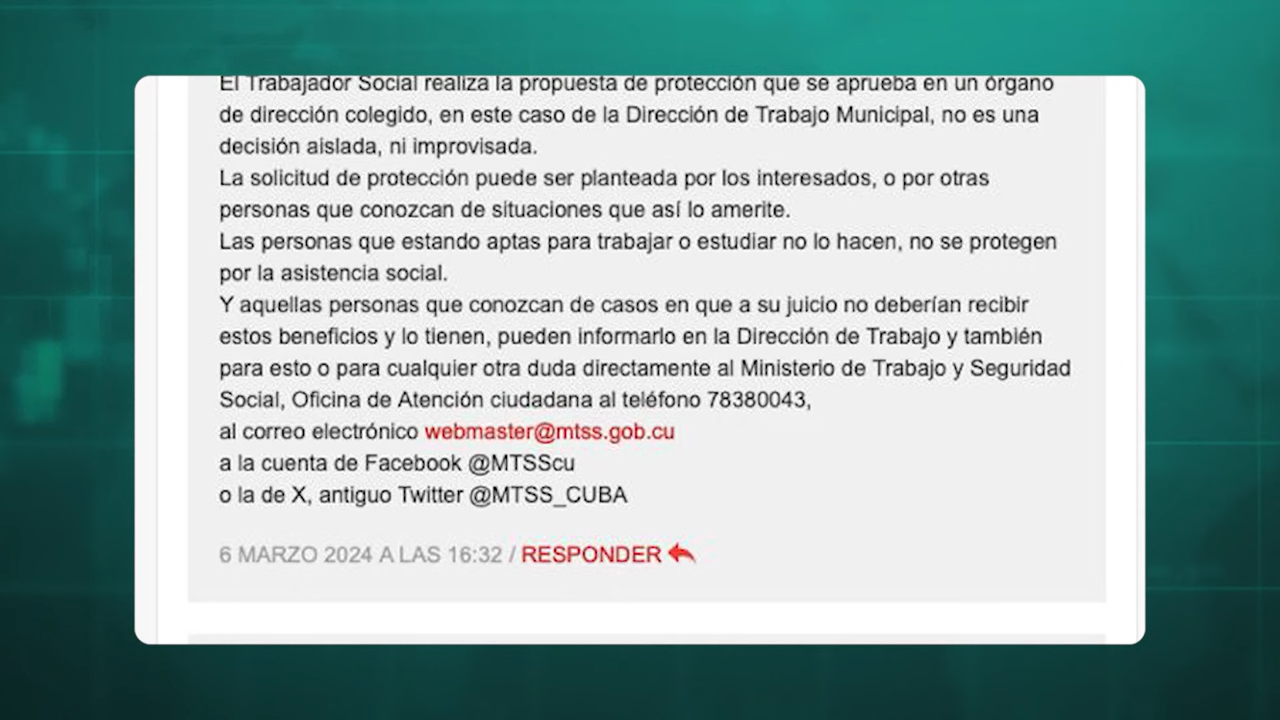 El Trabajador Social realiza la propuesta de protección que se aprueba en un órgano
de dirección colegido, en este caso de la Dirección de Trabajo Municipal, no es una
decisión aislada, ni improvisada.
La solicitud de protección puede ser planteada por los interesados, o por otras
personas que conozcan de situaciones que así lo amerite.
Las personas que estando aptas para trabajar o estudiar no lo hacen, no se protegen
por la asistencia social.
Y aquellas personas que conozcan de casos en que a su juicio no deberían recibir
estos beneficios y lo tienen, pueden informarlo en la Dirección de Trabajo y también
para esto o para cualquier otra duda directamente al Ministerio de Trabajo y Seguridad
Social, Oficina de Atención ciudadana al teléfono 78380043,
al correo electrónico webmaster@mtss.gob.cu
a la cuenta de Facebook @MTSScu
o la de X, antiguo Twitter @MTSS_CUBA
6 MARZO 2024 A LAS 16:32 / RESPONDER